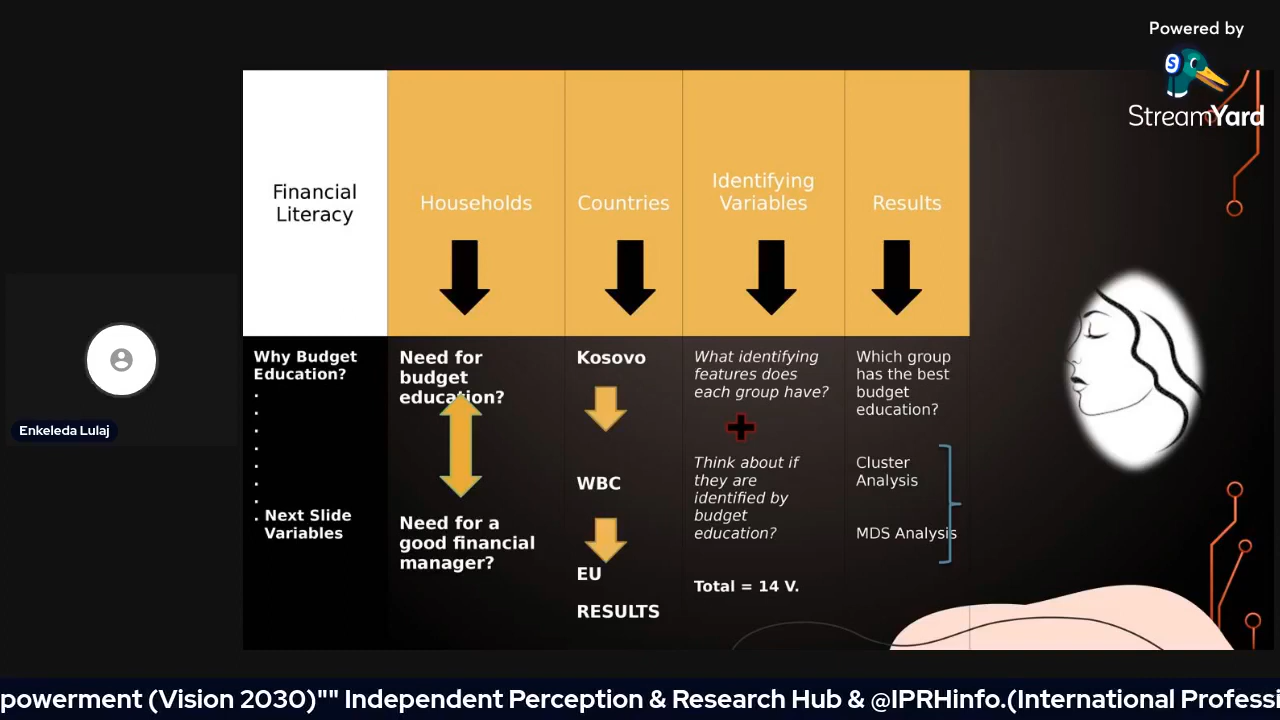 Powered by
StreamYard
Financial
Literacy
Households
Countries
Identifying
Variables
Results
Why Budget
Education?
.
.
.
.
.
.
.
. Next Slide
Variables
Need for
budget
education?
Need for a
good financial
manager?
Kosovo
WBC
EU
RESULTS
What identifying
features does
each group have?
Think about if
they are
identified by
budget
education?
Total = 14 V.
Which group
has the best
budget
education?
Cluster
Analysis
MDS Analysis
Enkeleda Lulaj
powerment (Vision 2030)"" Independent Perception & Research Hub & @IPRHinfo.(International Professi